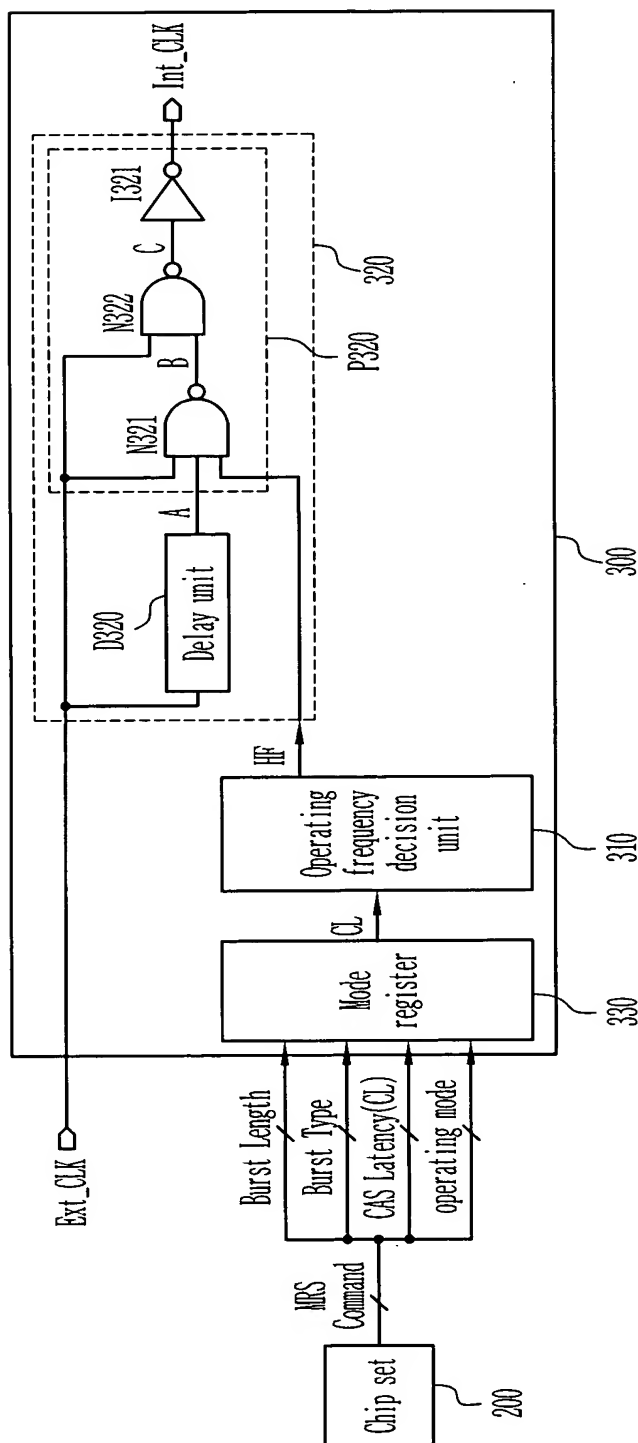 Ext_CLK
Int_CLK
I321
C
N322
B
N321
A
D320
Delay unit
320
P320
HF
Operating
frequency
decision
unit
310
CL
Mode
register
330
300
Burst Length
Burst Type
CAS Latency(CL)
operating mode
MRS
Command
Chip set
200